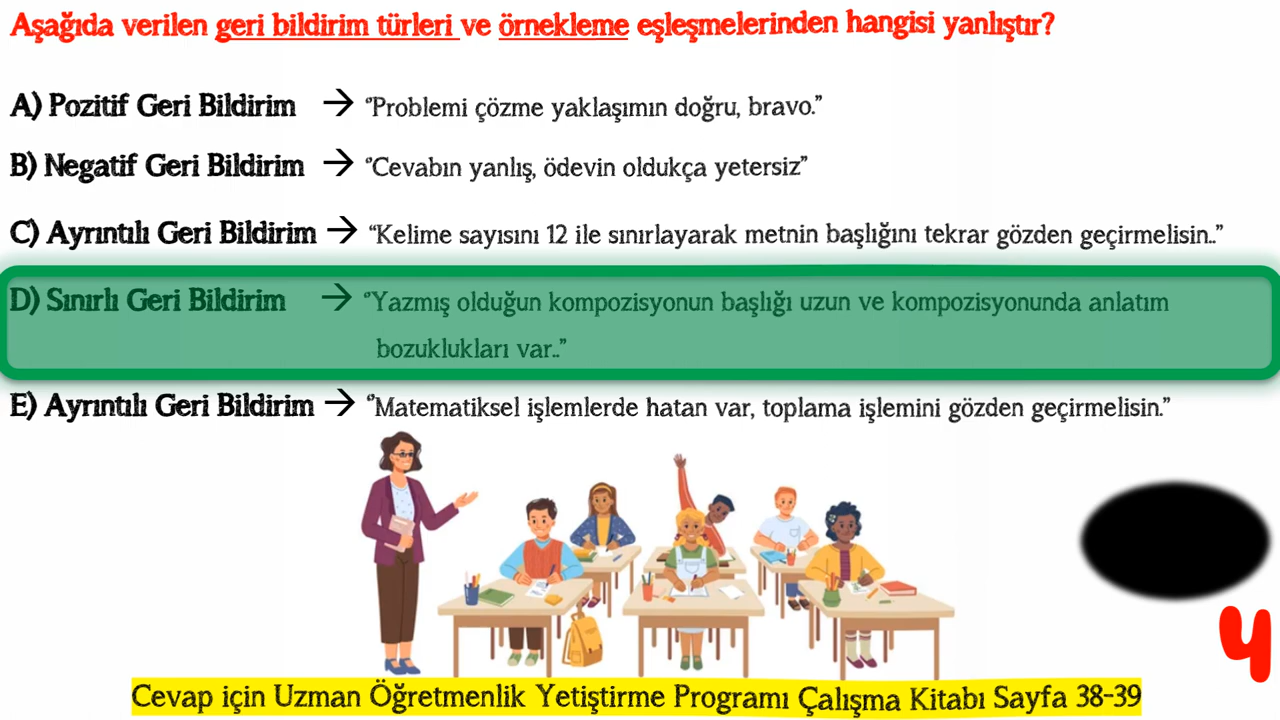 Aşağıda verilen geri bildirim türleri ve örnekleme eşleşmelerinden hangisi yanlıştır?
A) Pozitif Geri Bildirim → “Problemi çözme yaklaşımın doğru, bravo.”
B) Negatif Geri Bildirim → “Cevabın yanlış, ödevin oldukça yetersiz”
C) Ayrıntılı Geri Bildirim → “Kelime sayısını 12 ile sınırlayarak metnin başlığını tekrar gözden geçirmelisin..”
D) Sınırlı Geri Bildirim → “Yazmış olduğun kompozisyonun başlığı uzun ve kompozisyonunda anlatım
bozuklukları var..”
E) Ayrıntılı Geri Bildirim → “Matematiksel işlemlerde hatan var, toplama işlemini gözden geçirmelisin.”
4
Cevap için Uzman Öğretmenlik Yetiştirme Programı Çalışma Kitabı Sayfa 38-39